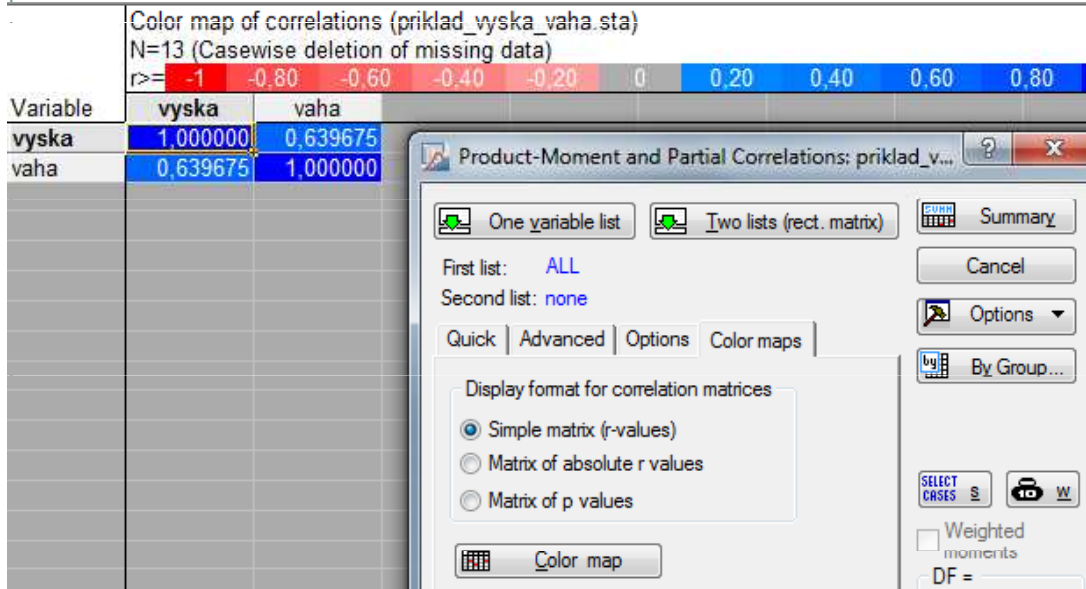 Color map of correlations (priklad_vyska_vaha.sta)
N=13 (Casewise deletion of missing data)
r>= -1 -0,80 -0,60 -0,40 -0,20 0 0,20 0,40 0,60 0,80
Variable vyska vaha
vyska 1,000000 0,639675
vaha 0,639675 1,000000
Product-Moment and Partial Correlations: priklad_v... ? x
One variable list Two lists (rect. matrix) Summary
First list: ALL
Cancel
Second list: none
Options
Quick Advanced Options Color maps
By Group...
Display format for correlation matrices
Simple matrix (r-values)
Matrix of absolute r values
Matrix of p values
SELECT CASES S W
Weighted moments
Color map
DF =